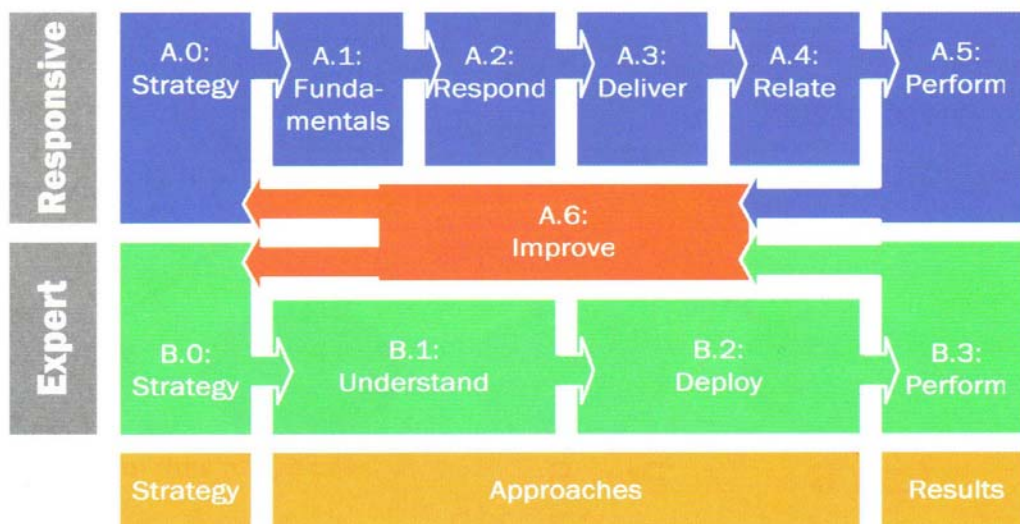 Responsive
A.0:
Strategy
A.1:
Funda-
mentals
A.2:
Respond
A.3:
Deliver
A.4:
Relate
A.5:
Perform
A.6:
Improve
Expert
B.0:
Strategy
B.1:
Understand
B.2:
Deploy
B.3:
Perform
Strategy
Approaches
Results